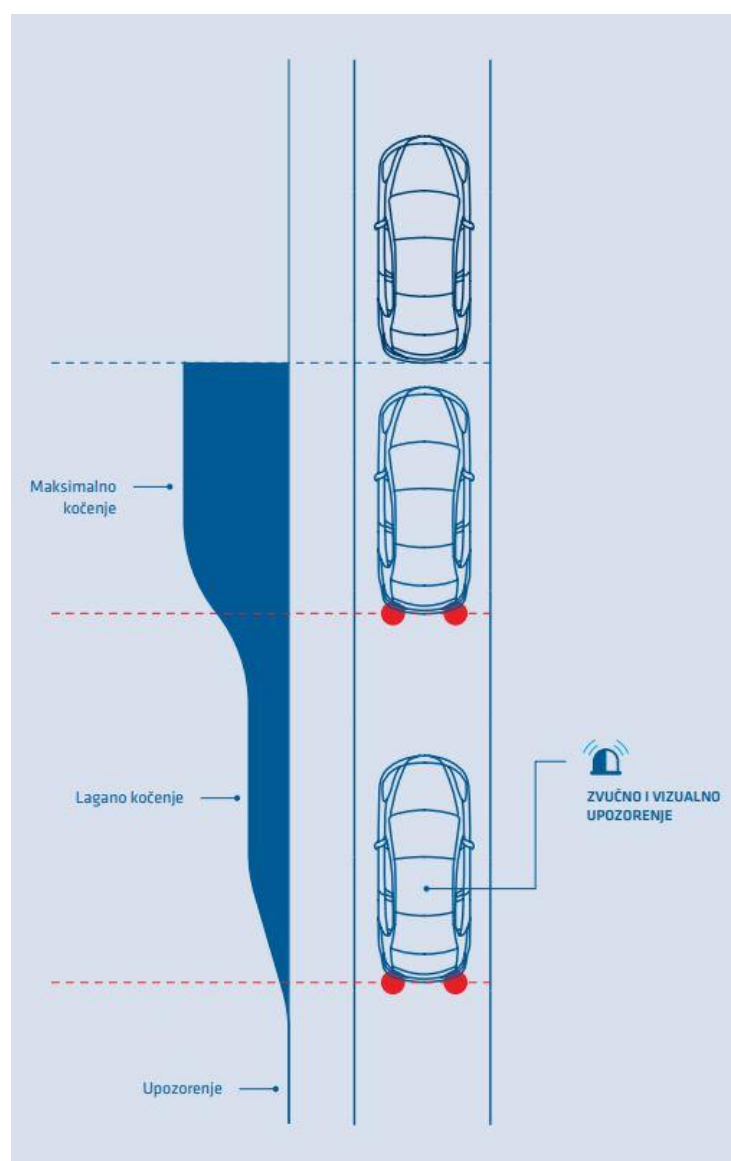 Maksimalno
kočenje
Lagano kočenje
ZVUČNO I VIZUALNO
UPOZORENJE
Upozorenje